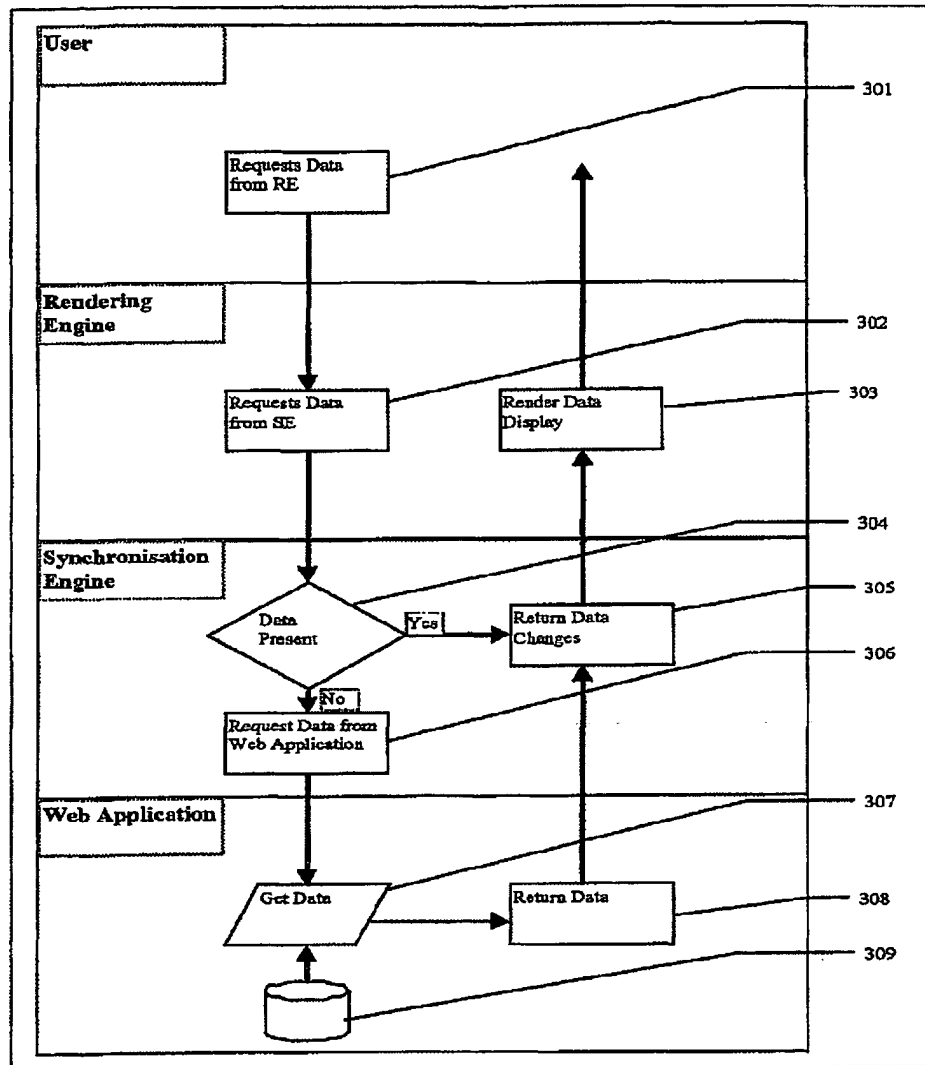 User
301
Requests Data
from RE
Rendering
Engine
302
Requests Data
from SE
Render Data
Display
303
304
Synchronisation
Engine
305
Data
Present
Yes
Return Data
Changes
306
No
Request Data from
Web Application
Web Application
307
Get Data
Return Data
308
309